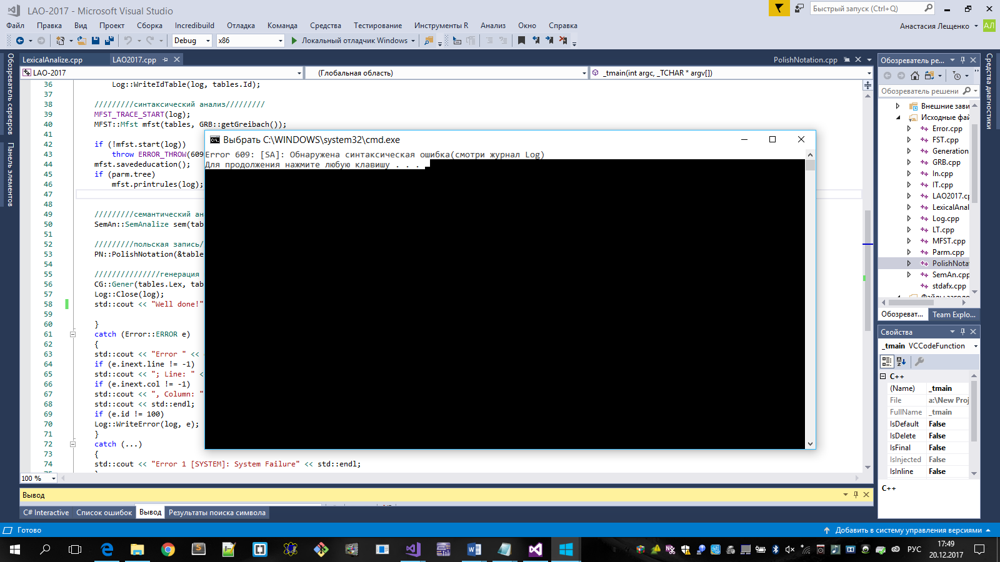 LAO-2017 - Microsoft Visual Studio
Быстрый запуск (Ctrl+Q)
Файл Правка Вид Проект Сборка Incredibuild Отладка Команда Средства Тестирование Инструменты R Анализ Окно Справка
Анастасия Лещенко АЛ
Debug x86 Локальный отладчик Windows
Обозреватель серверов
Панель элементов
LexicalAnalize.cpp LAO2017.cpp PolishNotation.cpp
LAO-2017 (Глобальная область) _tmain(int argc, _TCHAR * argv[])
36 Log::WriteIdTable(log, tables.Id);
37
38 /////////синтаксический анализ/////////
39 MFST_TRACE_START(log);
40 MFST::Mfst mfst(tables, GRB::getGreibach());
41
42 if (!mfst.start(log))
43 throw ERROR_THROW(609
44 mfst.savededucation();
45 if (parm.tree)
46 mfst.printrules(log);
47
48
49 /////////семантический ан
50 SemAn::SemAnalize sem(tab
51
52 /////////польская запись/
53 PN::PolishNotation(&table
54
55 ///////////////генерация
56 CG::Gener(tables.Lex, tab
57 Log::Close(log);
58 std::cout << "Well done!"
59
60 }
61 catch (Error::ERROR e)
62 {
63 std::cout << "Error " <<
64 if (e.inext.line != -1)
65 std::cout << "; Line: " <
66 if (e.inext.col != -1)
67 std::cout << ", Column: "
68 std::cout << std::endl;
69 if (e.id != 100)
70 Log::WriteError(log, e);
71 }
72 catch (...)
73 {
74 std::cout << "Error 1 [SYSTEM]: System Failure" << std::endl;
100 %
Выбрать C:\WINDOWS\system32\cmd.exe
Error 609: [SA]: Обнаружена синтаксическая ошибка(смотри журнал Log)
Для продолжения нажмите любую клавишу . . .
Обозреватель ре...
Обозреватель решени
Внешние зави
Исходные фай
Error.cpp
FST.cpp
Generation
GRB.cpp
In.cpp
IT.cpp
LAO2017.cp
LexicalAnal
Log.cpp
LT.cpp
MFST.cpp
Parm.cpp
PolishNotat
SemAn.cpp
stdafx.cpp
Обозреват... Team Explo...
Средства диагностики
Свойства
_tmain VCCodeFunction
C++
(Name) _tmain
File a:\New Proj
FullName _tmain
IsDefault False
IsDelete False
IsFinal False
IsInjected False
IsInline False
C++
Вывод
C# Interactive Список ошибок Вывод Результаты поиска символа
Готово
Добавить в систему управления версиями
РУС
17:49
20.12.2017